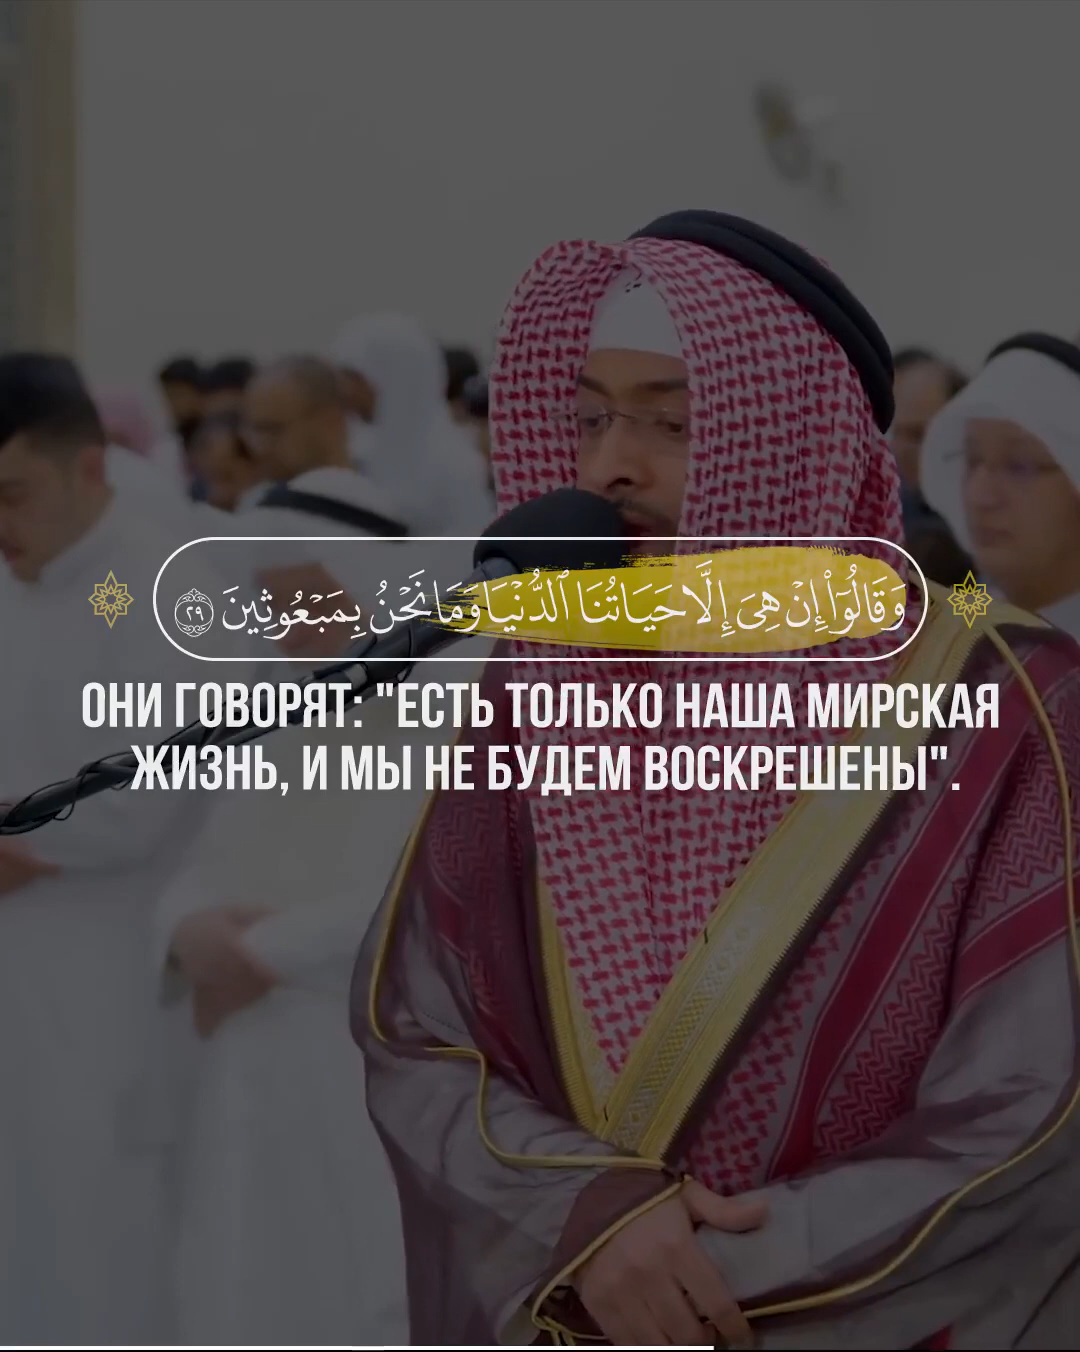 وَقَالُوٓا۟ إِنْ هِىَ إِلَّا حَيَاتُنَا ٱلدُّنْيَا وَمَا نَحْنُ بِمَبْعُوثِينَ ٢٩
ОНИ ГОВОРЯТ: "ЕСТЬ ТОЛЬКО НАША МИРСКАЯ
ЖИЗНЬ, И МЫ НЕ БУДЕМ ВОСКРЕШЕНЫ".